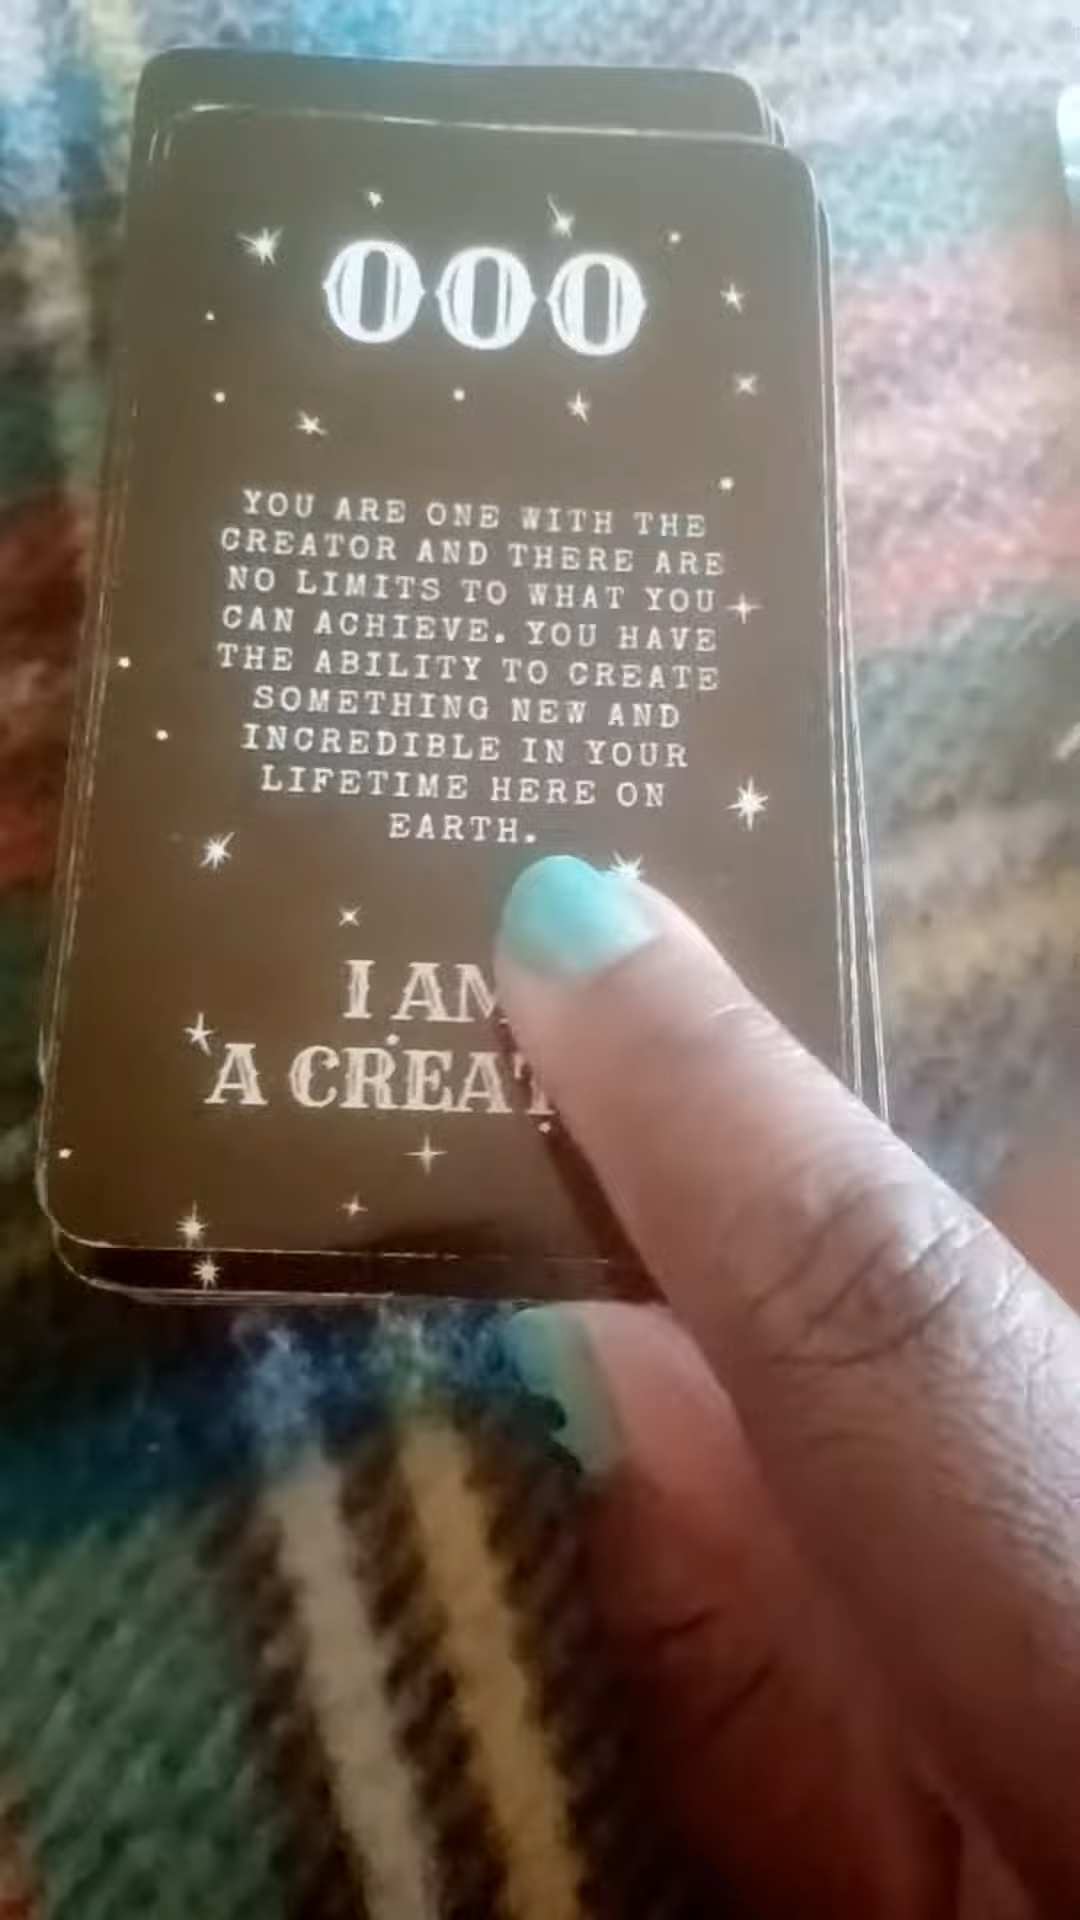 000
YOU ARE ONE WITH THE
CREATOR AND THERE ARE
NO LIMITS TO WHAT YOU
CAN ACHIEVE. YOU HAVE
THE ABILITY TO CREATE
SOMETHING NEW AND
INCREDIBLE IN YOUR
LIFETIME HERE ON
EARTH.
I AM
A